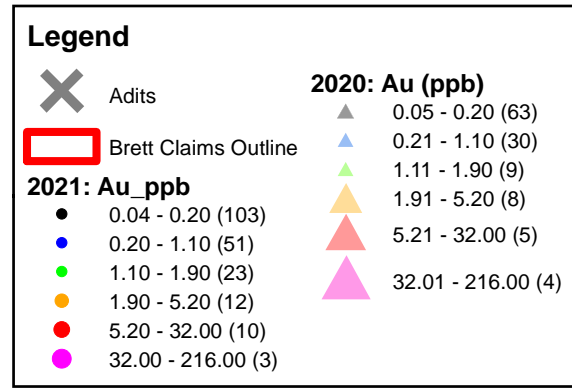 Legend
Adits
Brett Claims Outline
2021: Au_ppb
0.04 - 0.20 (103)
0.20 - 1.10 (51)
1.10 - 1.90 (23)
1.90 - 5.20 (12)
5.20 - 32.00 (10)
32.00 - 216.00 (3)
2020: Au (ppb)
0.05 - 0.20 (63)
0.21 - 1.10 (30)
1.11 - 1.90 (9)
1.91 - 5.20 (8)
5.21 - 32.00 (5)
32.01 - 216.00 (4)